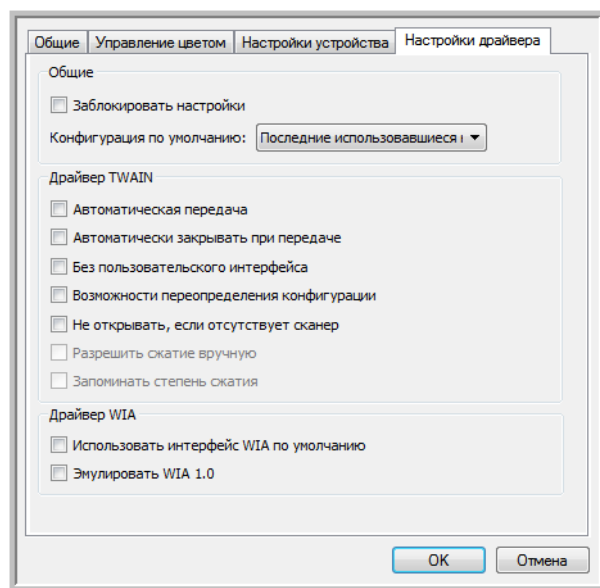 Общие Управление цветом Настройки устройства Настройки драйвера
Общие
Заблокировать настройки
Конфигурация по умолчанию: Последние использовавшиеся
Драйвер TWAIN
Автоматическая передача
Автоматически закрывать при передаче
Без пользовательского интерфейса
Возможности переопределения конфигурации
Не открывать, если отсутствует сканер
Разрешить сжатие вручную
Запоминать степень сжатия
Драйвер WIA
Использовать интерфейс WIA по умолчанию
Эмулировать WIA 1.0
OK Отмена